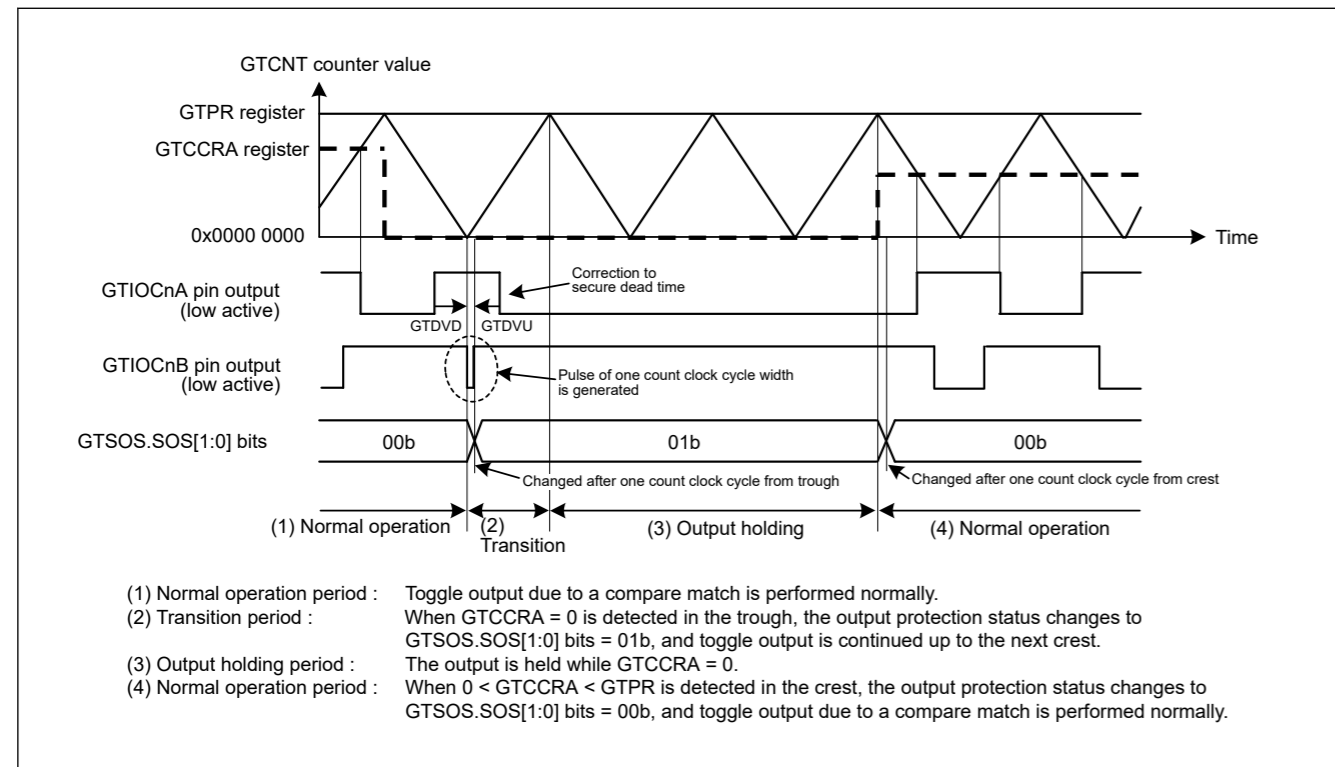 GTCNT counter value
GTPR register
GTCCRA register
0x0000 0000
Time
GTIOCnA pin output
(low active)
Correction to
secure dead time
GTDVD
GTDVU
GTIOCnB pin output
(low active)
Pulse of one count clock cycle width
is generated
GTSOS.SOS[1:0] bits
00b
01b
00b
Changed after one count clock cycle from trough
Changed after one count clock cycle from crest
(1) Normal operation
(2)
Transition
(3) Output holding
(4) Normal operation
(1) Normal operation period : Toggle output due to a compare match is performed normally.
(2) Transition period : When GTCCRA = 0 is detected in the trough, the output protection status changes to
GTSOS.SOS[1:0] bits = 01b, and toggle output is continued up to the next crest.
(3) Output holding period : The output is held while GTCCRA = 0.
(4) Normal operation period : When 0 < GTCCRA < GTPR is detected in the crest, the output protection status changes to
GTSOS.SOS[1:0] bits = 00b, and toggle output due to a compare match is performed normally.